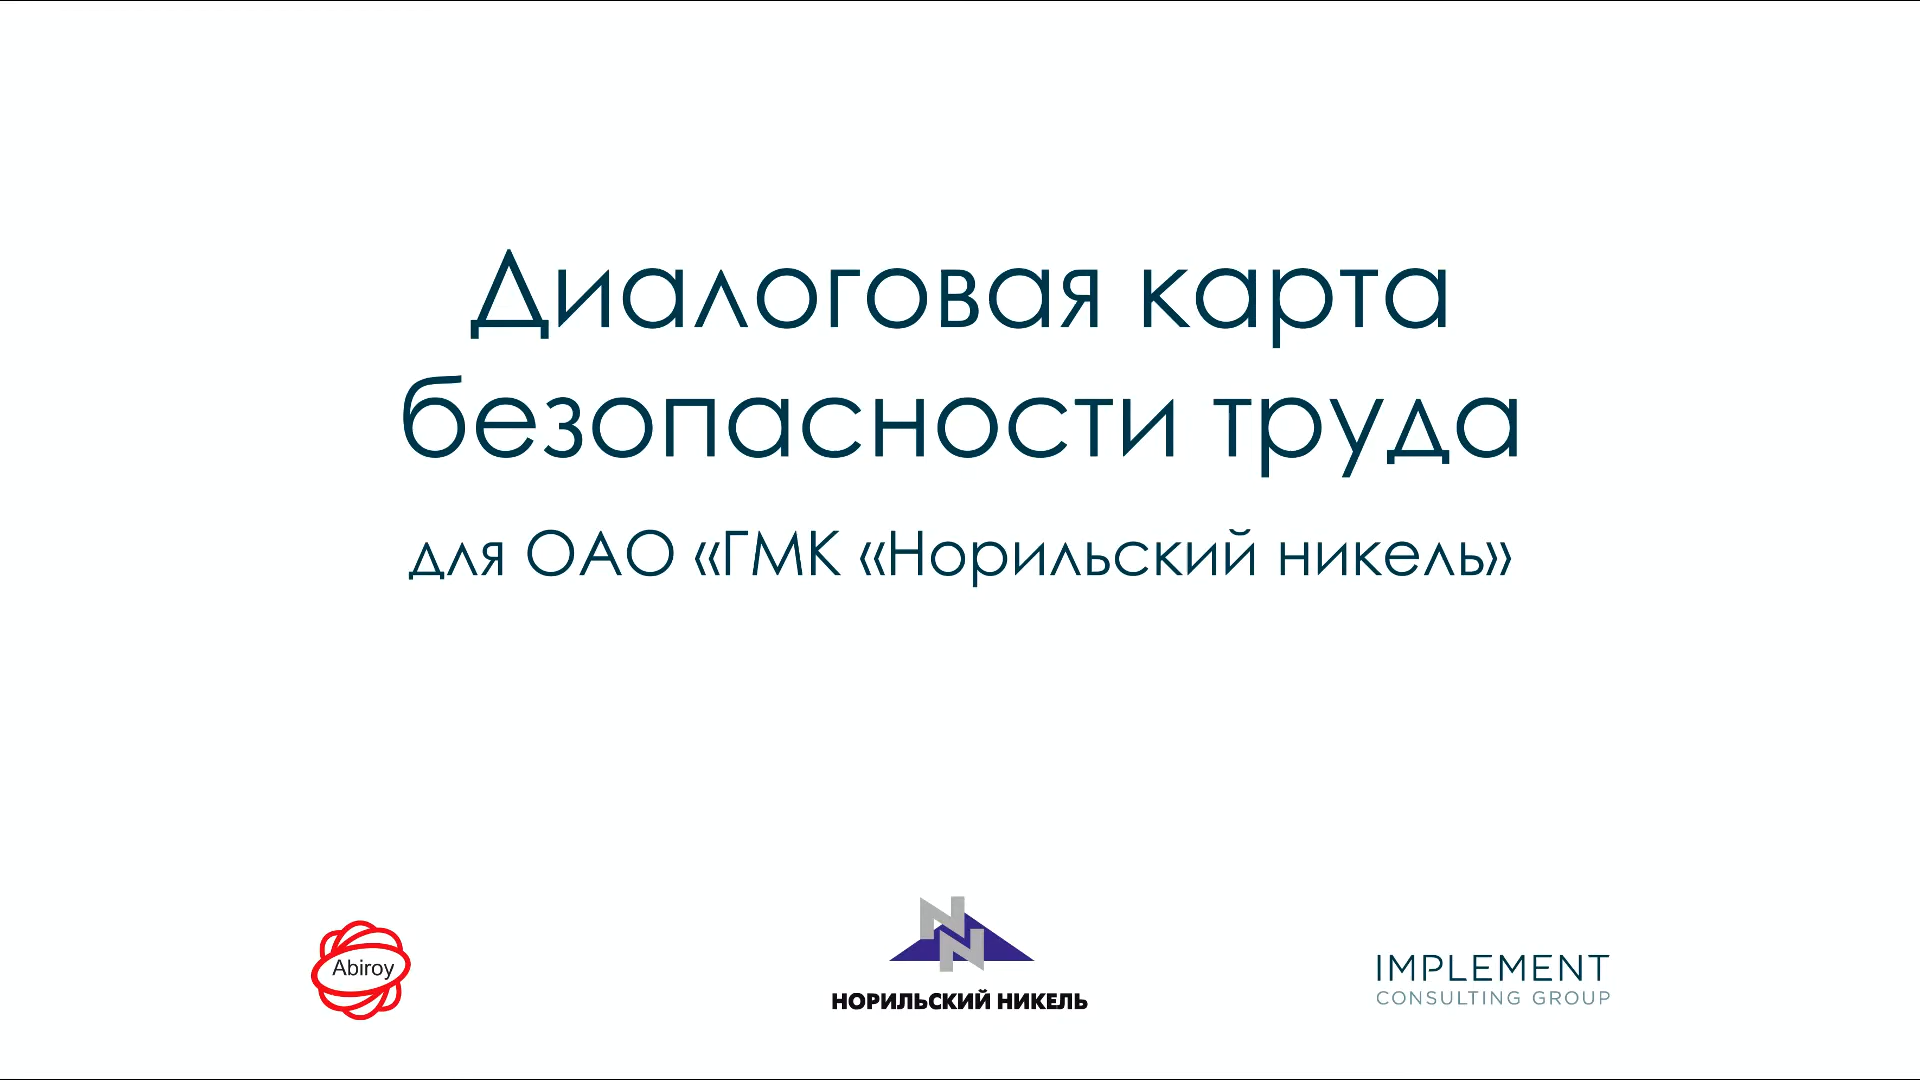 Диалоговая карта
безопасности труда
для ОАО «ГМК «Норильский никель»
Abiroy
НОРИЛЬСКИЙ НИКЕЛЬ
IMPLEMENT
CONSULTING GROUP